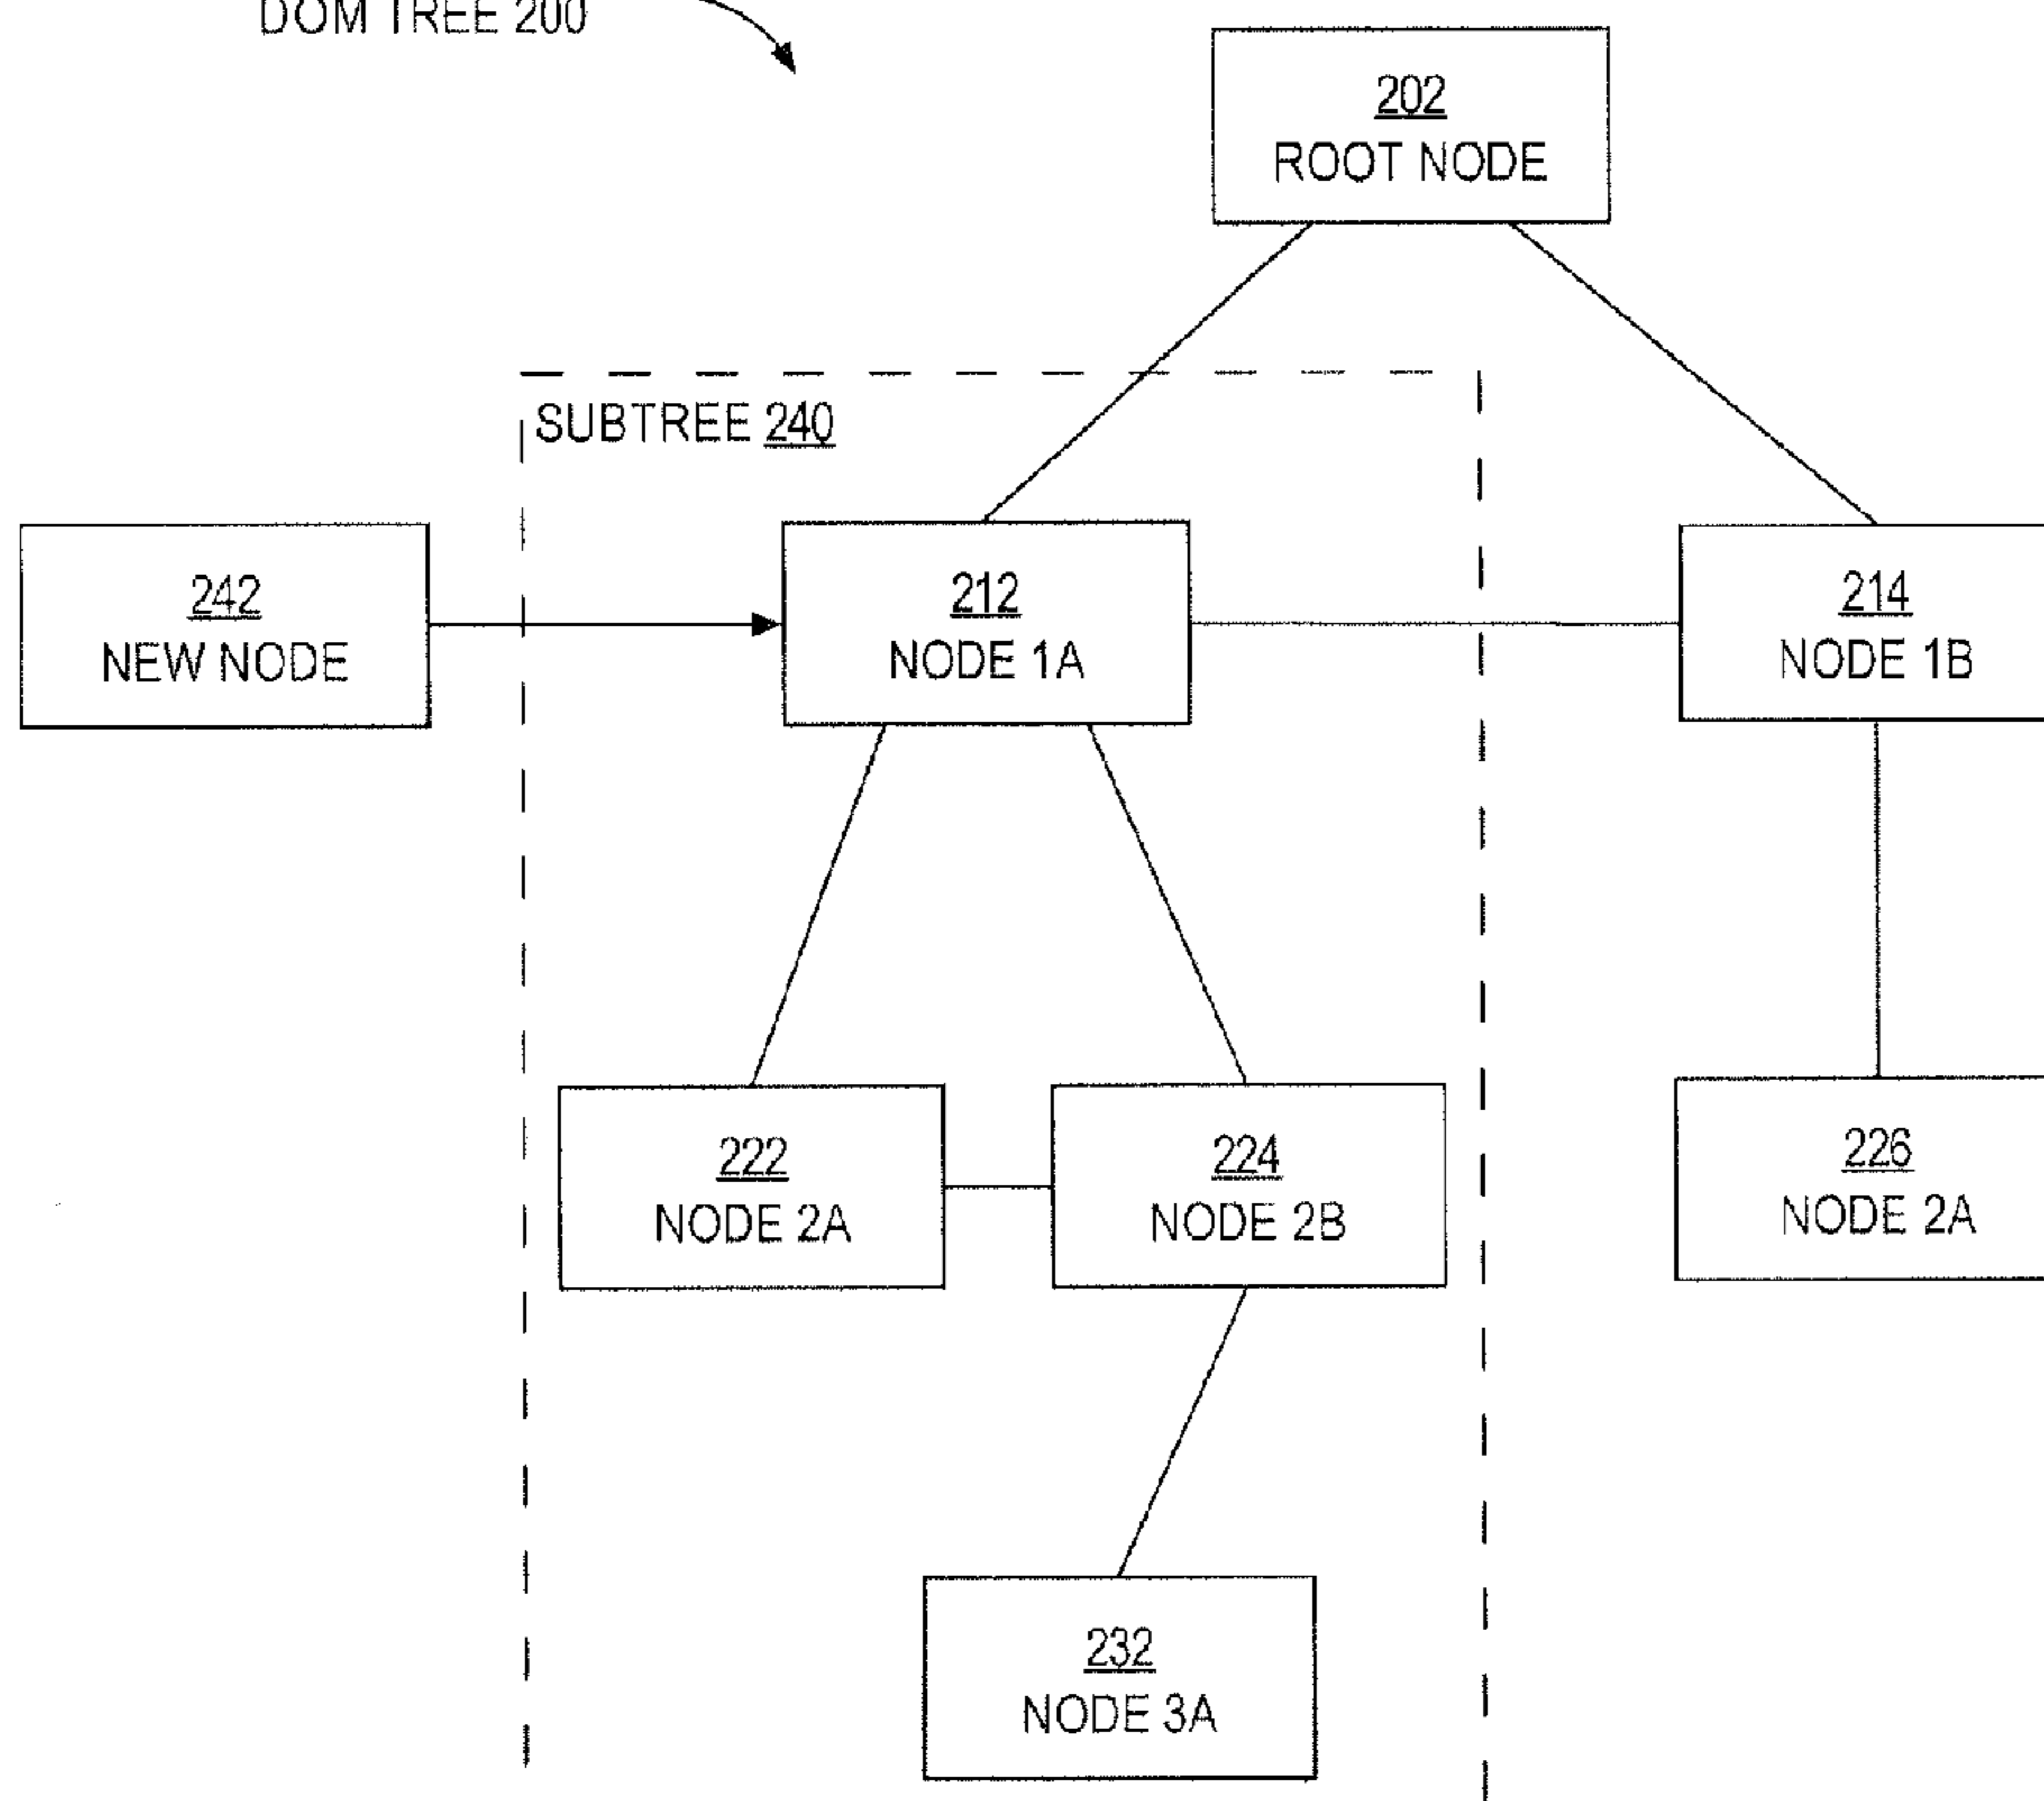 DOM TREE 200
202
ROOT NODE
SUBTREE 240
242
NEW NODE
212
NODE 1A
214
NODE 1B
222
NODE 2A
224
NODE 2B
226
NODE 2A
232
NODE 3A